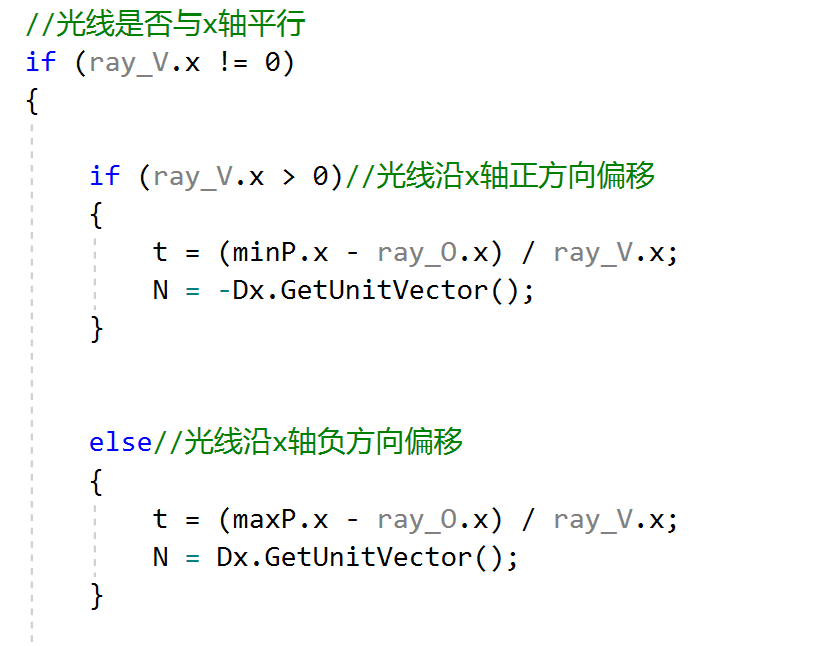 //光线是否与x轴平行
if (ray_V.x != 0)
{
if (ray_V.x > 0)//光线沿x轴正方向偏移
{
t = (minP.x - ray_O.x) / ray_V.x;
N = -Dx.GetUnitVector();
}
else//光线沿x轴负方向偏移
{
t = (maxP.x - ray_O.x) / ray_V.x;
N = Dx.GetUnitVector();
}